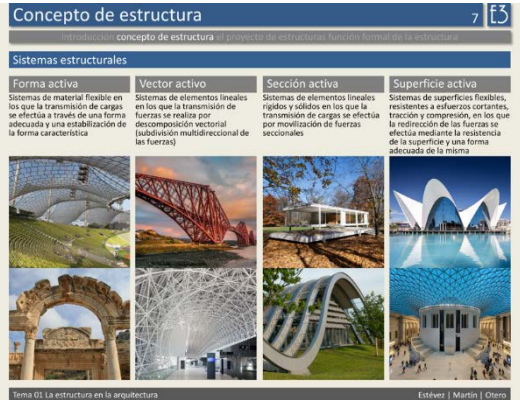 Concepto de estructura
7 E3
introducción concepto de estructura el proyecto de estructuras función formal de la estructura
Sistemas estructurales
Forma activa
Sistemas de material flexible en
los que la transmisión de cargas
se efectúa a través de una forma
adecuada y una estabilización de
la forma característica
Vector activo
Sistemas de elementos lineales
en los que la transmisión de
fuerzas se realiza por
descomposición vectorial
(subdivisión multidireccional de
las fuerzas)
Sección activa
Sistemas de elementos lineales
rígidos y sólidos en los que la
transmisión de cargas se efectúa
por movilización de fuerzas
seccionales
Superficie activa
Sistemas de superficies flexibles,
resistentes a esfuerzos cortantes,
tracción y compresión, en los que
la redirección de las fuerzas se
efectúa mediante la resistencia
de la superficie y una forma
adecuada de la misma
Tema 01 La estructura en la arquitectura
Estévez | Martín | Otero